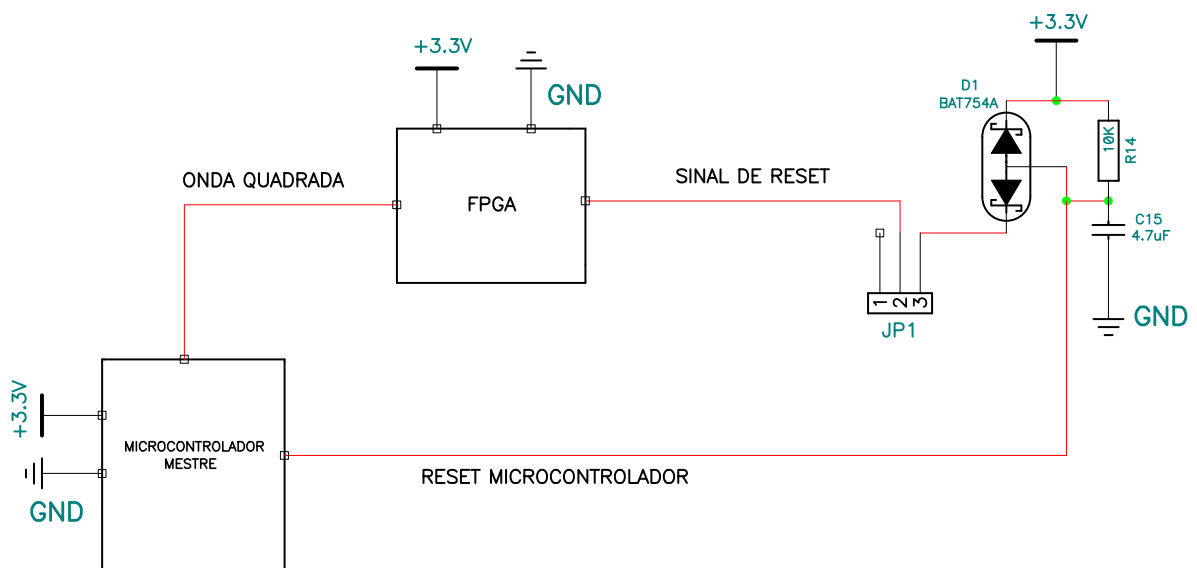 +3.3V
GND
+3.3V
D1
BAT754A
10K
R14
ONDA QUADRADA
FPGA
SINAL DE RESET
C15
4.7uF
GND
1 2 3
JP1
+3.3V
GND
MICROCONTROLADOR
MESTRE
RESET MICROCONTROLADOR